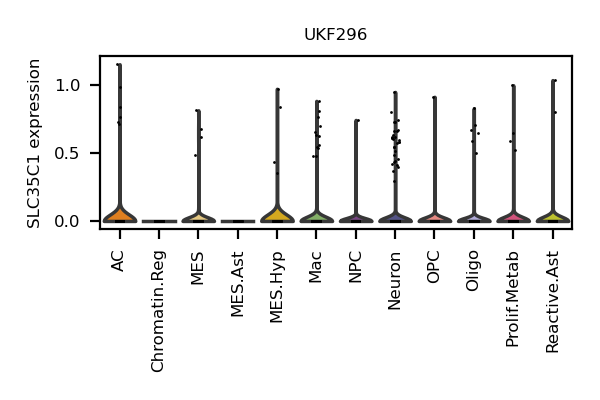 UKF296
SLC35C1 expression
1.0
0.5
0.0
AC
Chromatin.Reg
MES
MES.Ast
MES.Hyp
Mac
NPC
Neuron
OPC
Oligo
Prolif.Metab
Reactive.Ast